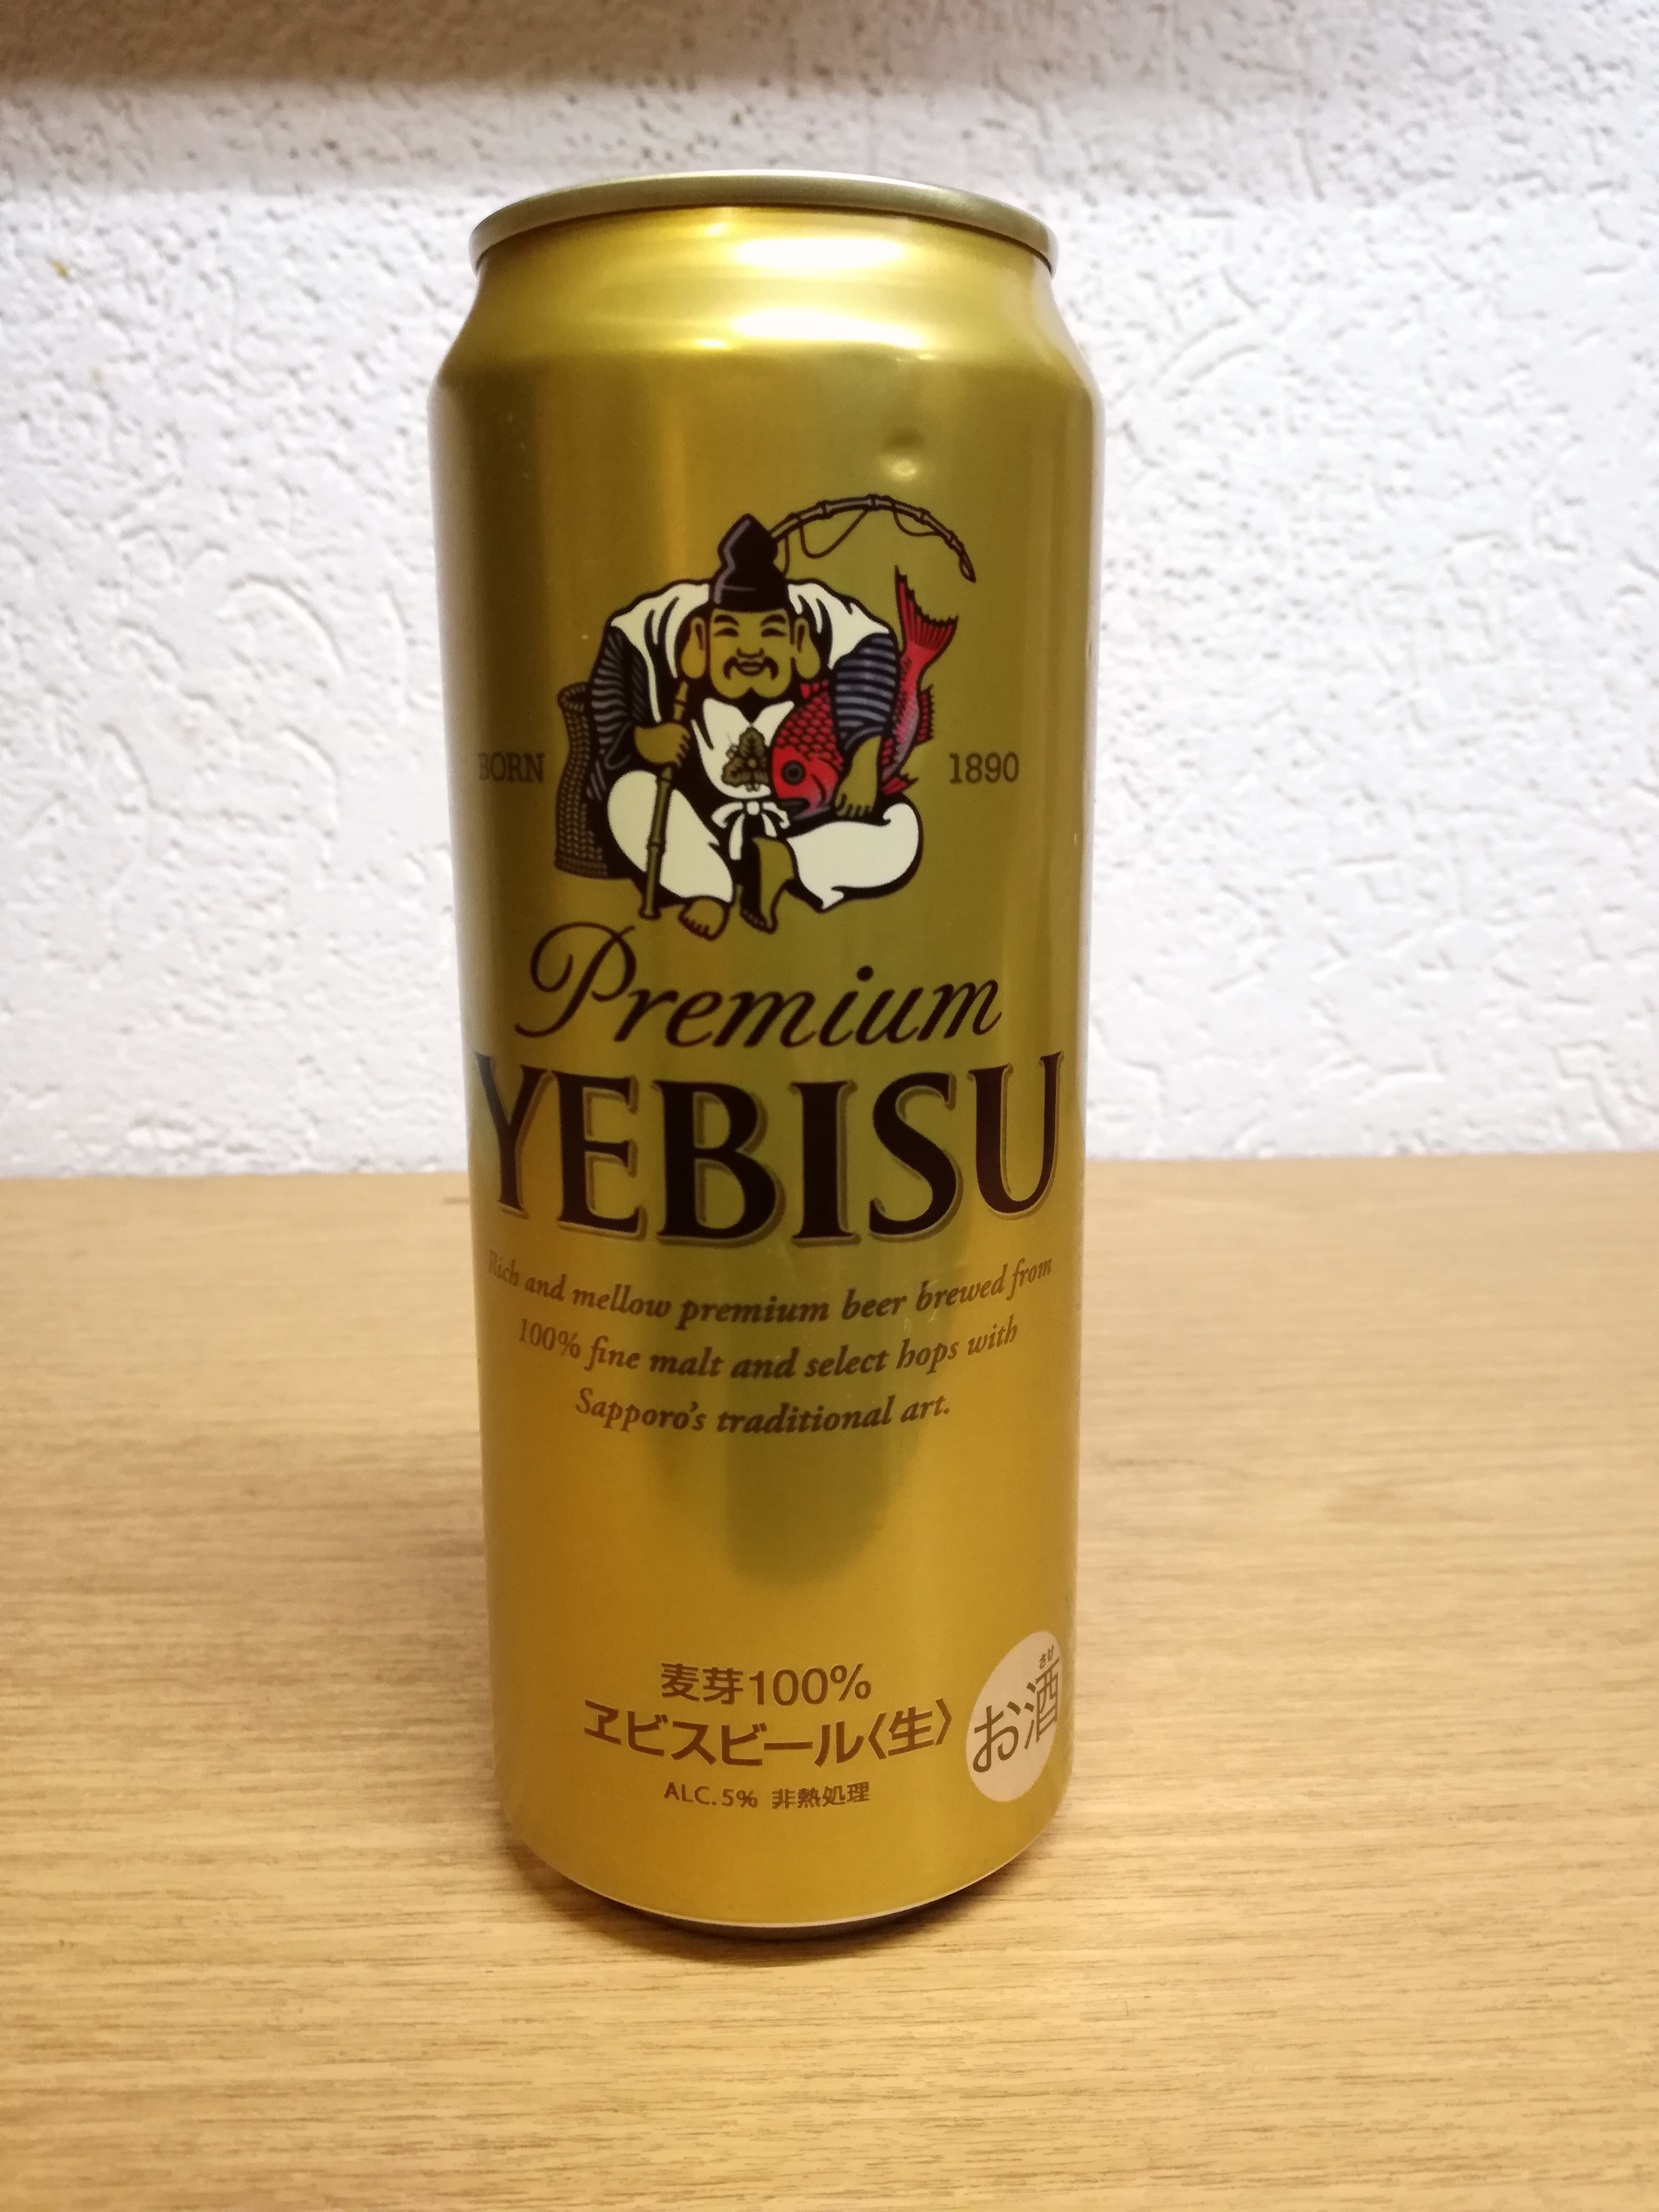 BORN 1890
Premium
YEBISU
Rich and mellow premium beer brewed from
100% fine malt and select hops with
Sapporo's traditional art.
麦芽100%
ヱビスビール〈生〉
ALC.5% 非熱処理
さけ
お酒